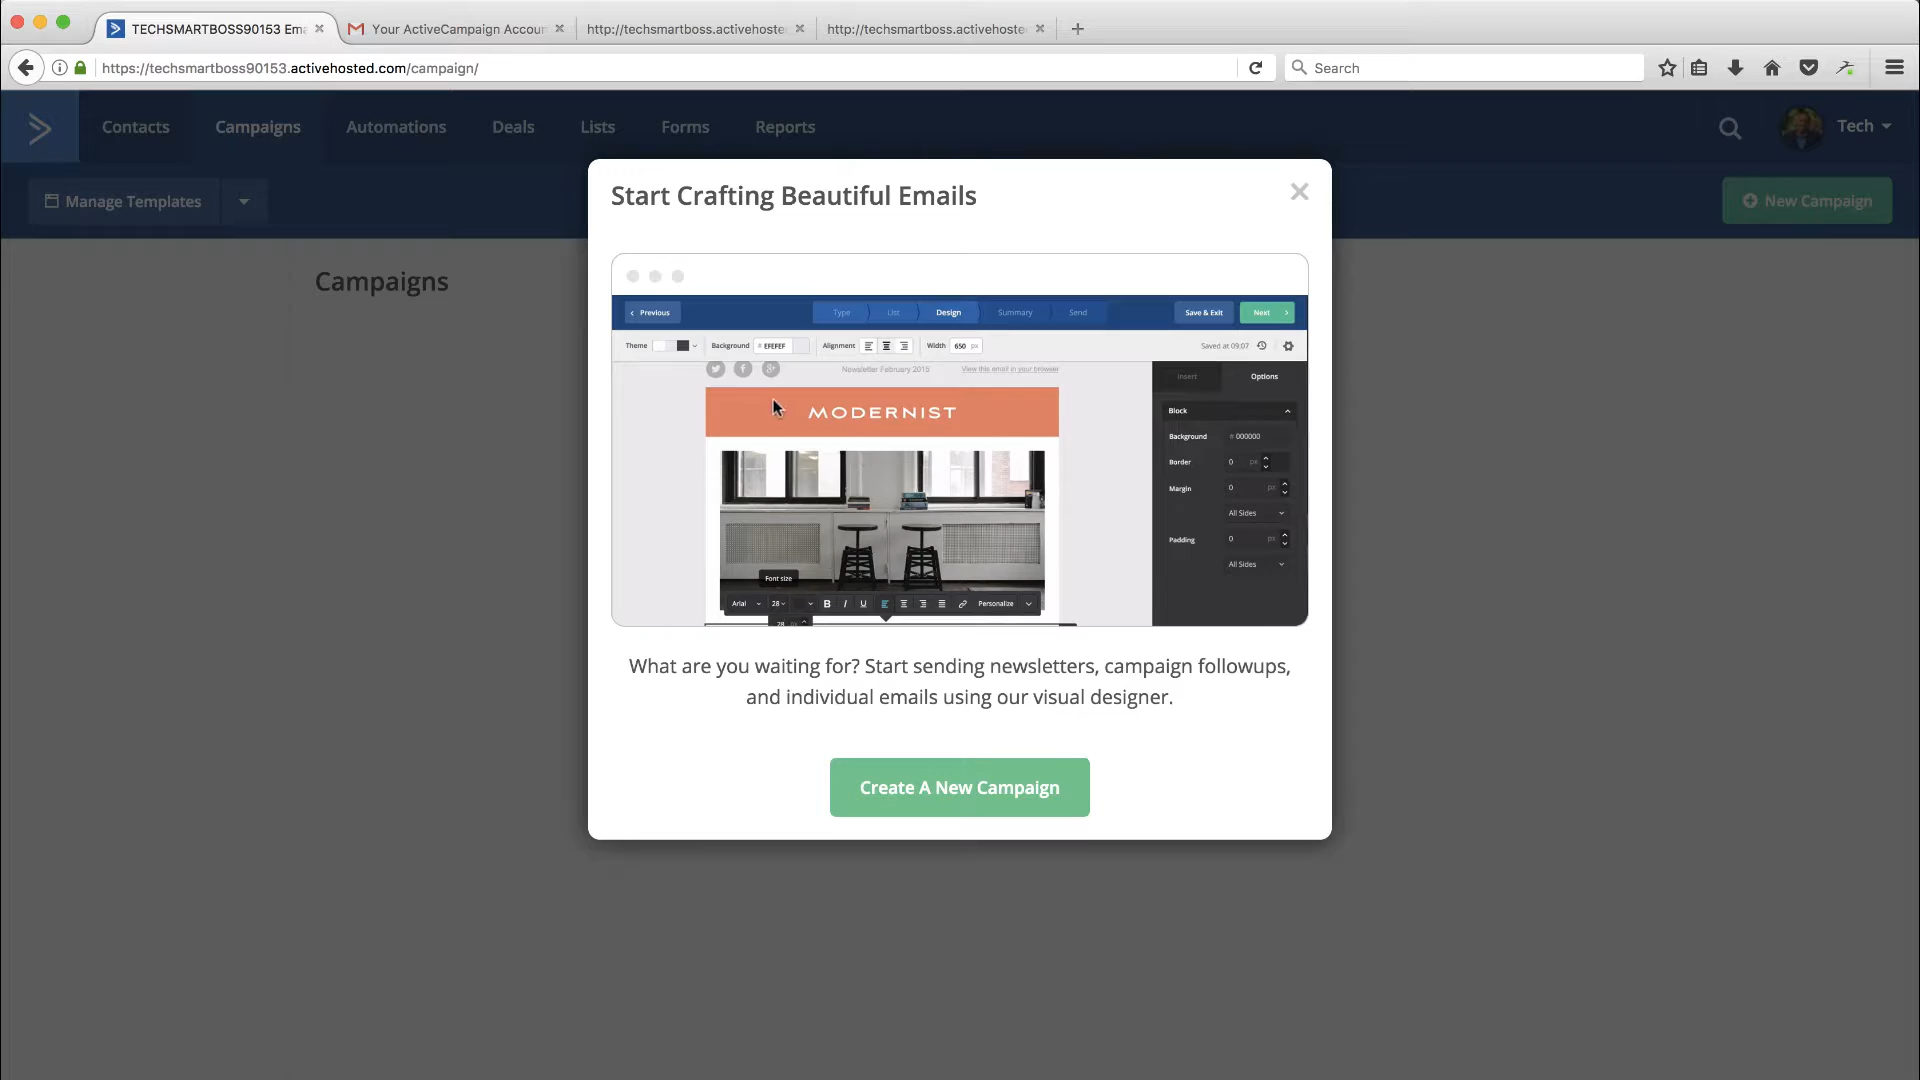 TECHSMARTBOSS90153 Ema
Your ActiveCampaign Accoun
http://techsmartboss.activehoste
http://techsmartboss.activehoste
https://techsmartboss90153.activehosted.com/campaign/
Search
Contacts
Campaigns
Automations
Deals
Lists
Forms
Reports
Tech
Manage Templates
New Campaign
Campaigns
Start Crafting Beautiful Emails
Previous
Type
List
Design
Summary
Send
Save & Exit
Next
Theme
Background # EFEFEF
Alignment
Width 650 px
Saved at 09:07
Newsletter February 2015
View this email in your browser
Insert
Options
MODERNIST
Block
Background # 000000
Border 0 px
Margin 0 px
All Sides
Padding 0 px
All Sides
Font size
Arial 28 B I U Personalize
28 px
What are you waiting for? Start sending newsletters, campaign followups,
and individual emails using our visual designer.
Create A New Campaign